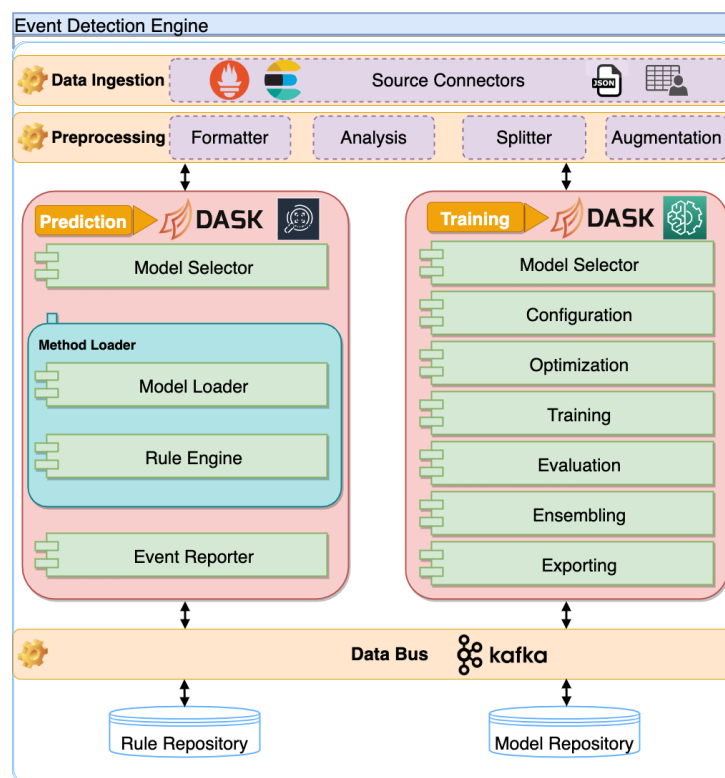 Event Detection Engine
Data Ingestion
Source Connectors
JSON
Preprocessing
Formatter
Analysis
Splitter
Augmentation
Prediction
DASK
Model Selector
Method Loader
Model Loader
Rule Engine
Event Reporter
Training
DASK
Model Selector
Configuration
Optimization
Training
Evaluation
Ensembling
Exporting
Data Bus
kafka
Rule Repository
Model Repository